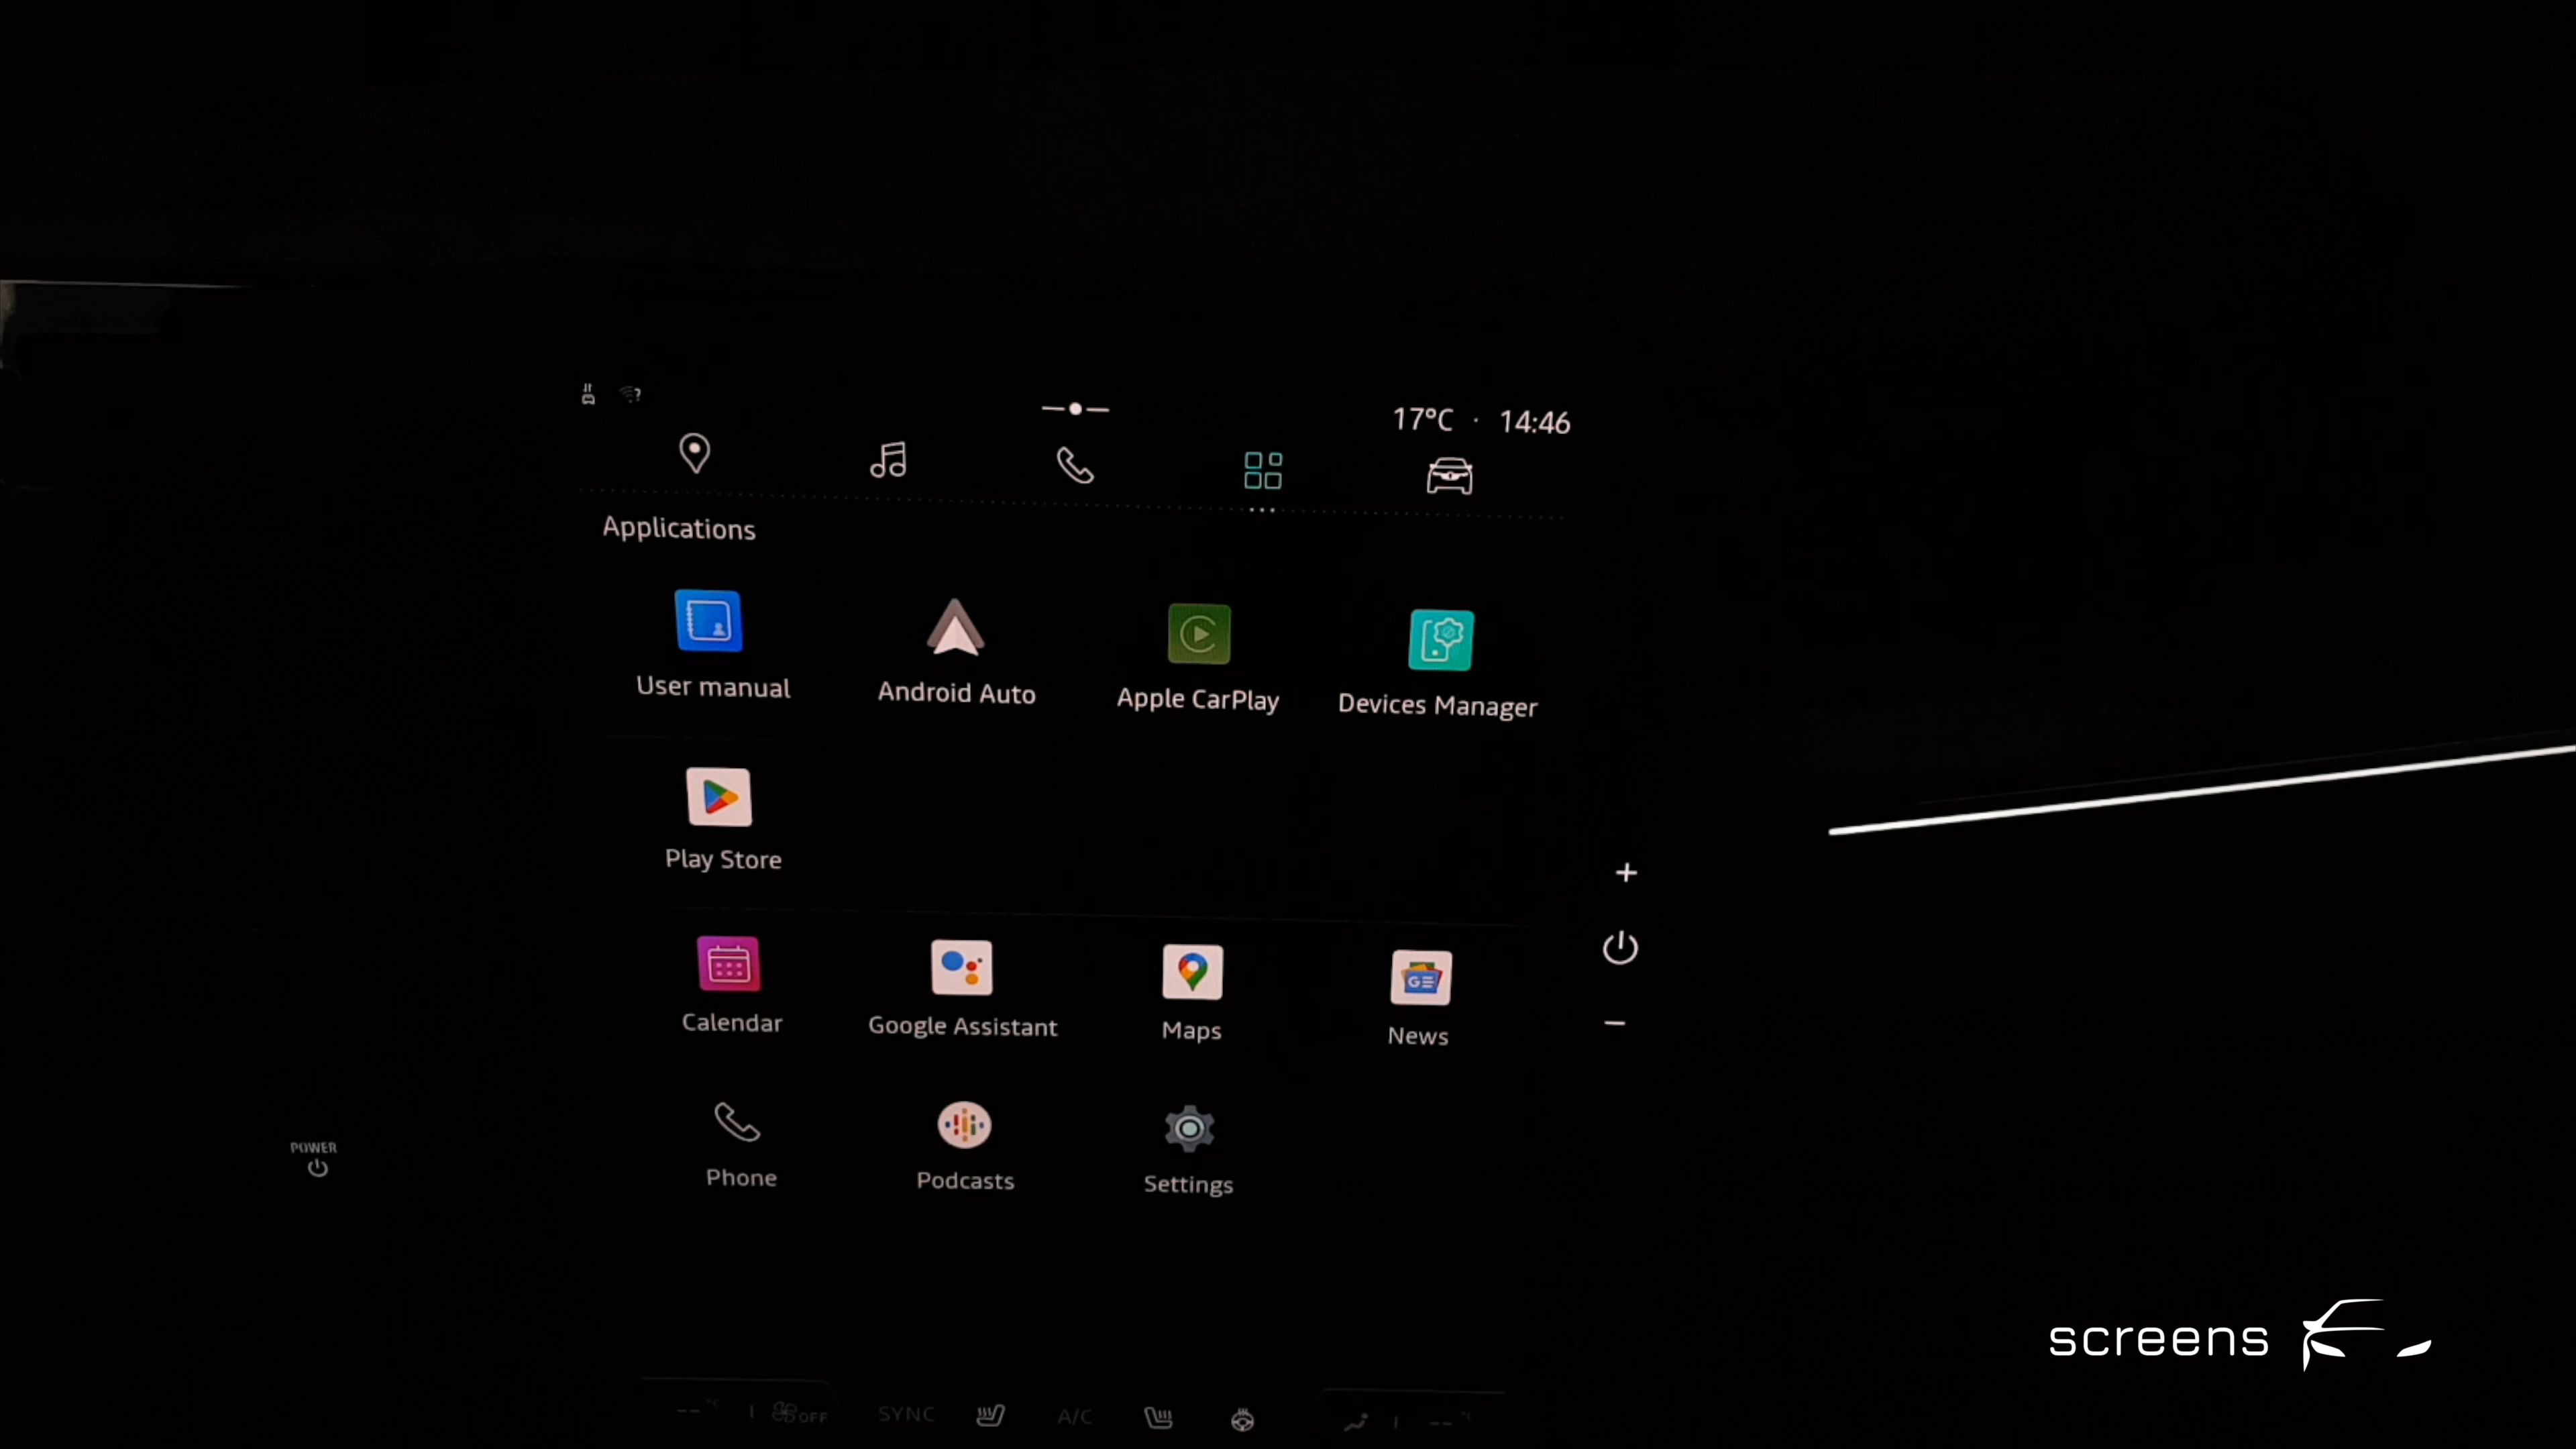 17°C · 14:46
Applications
User manual Android Auto Apple CarPlay Devices Manager
Play Store
+
Calendar Google Assistant Maps News
−
POWER
Phone Podcasts Settings
screens
-- °C OFF SYNC A/C -- °C